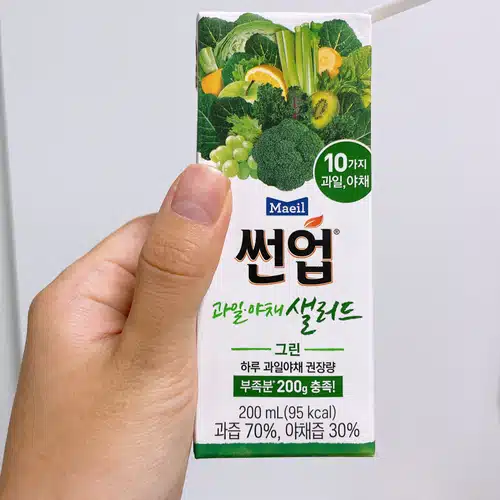 10가지
과일,야채
Maeil
썬업®
과일·야채 샐러드
그린
하루 과일야채 권장량
부족분* 200g 충족!
200 mL(95 kcal)
과즙 70%, 야채즙 30%